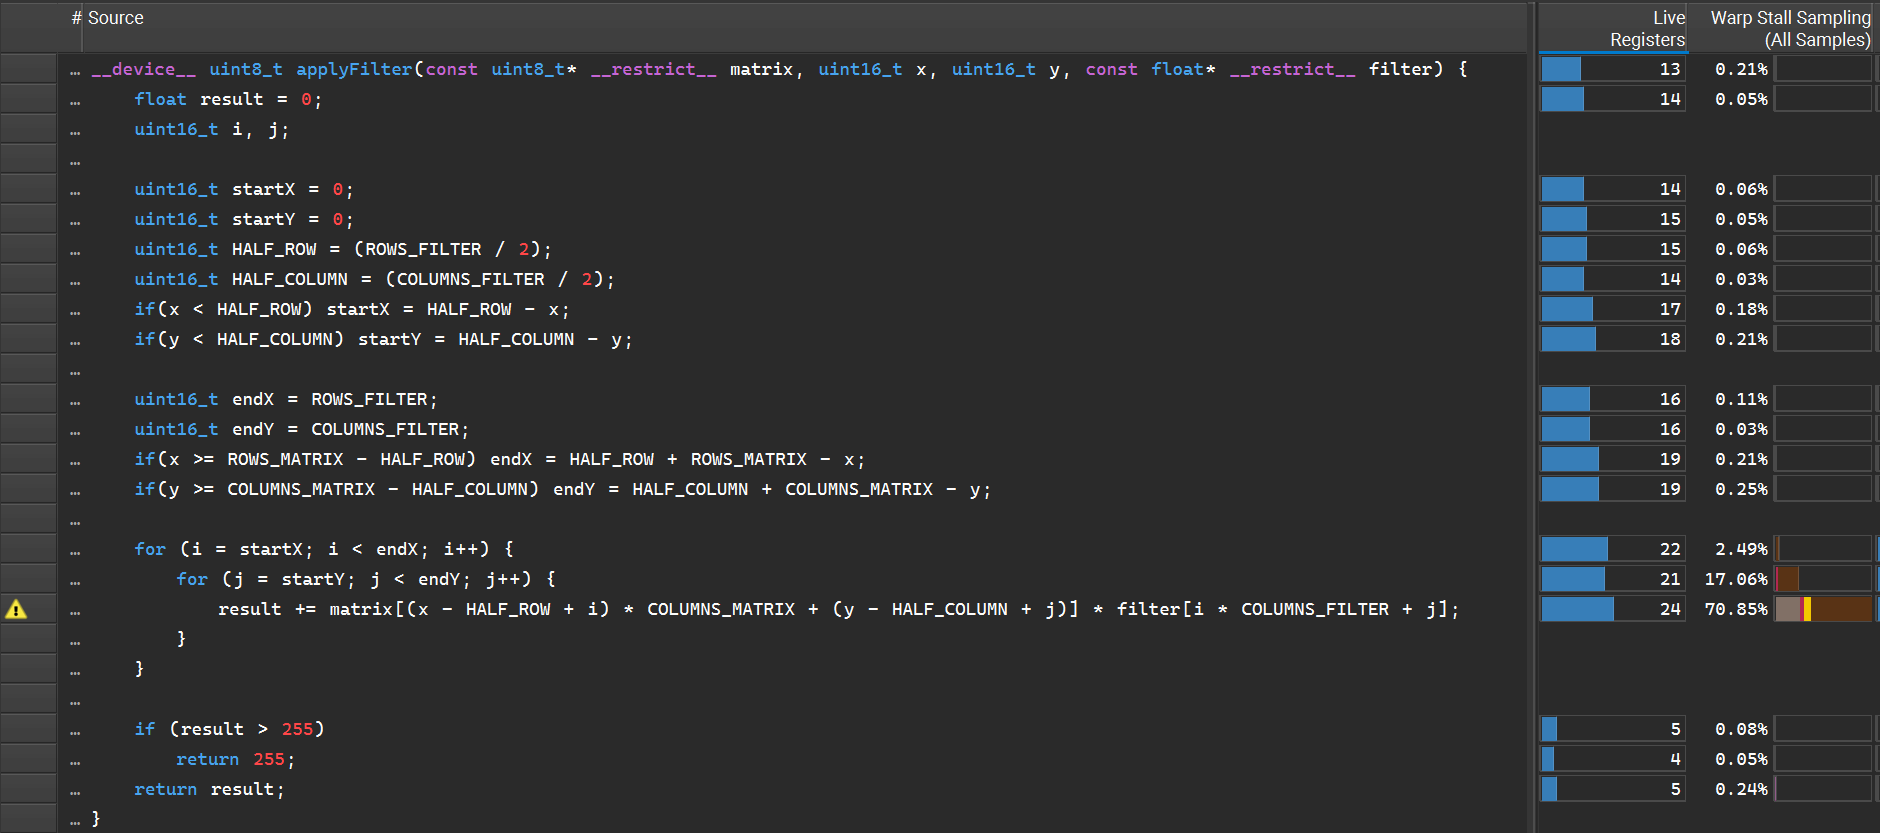 # Source Live Registers Warp Stall Sampling (All Samples)
... __device__ uint8_t applyFilter(const uint8_t* __restrict__ matrix, uint16_t x, uint16_t y, const float* __restrict__ filter) { 13 0.21%
... float result = 0; 14 0.05%
... uint16_t i, j;
...
... uint16_t startX = 0; 14 0.06%
... uint16_t startY = 0; 15 0.05%
... uint16_t HALF_ROW = (ROWS_FILTER / 2); 15 0.06%
... uint16_t HALF_COLUMN = (COLUMNS_FILTER / 2); 14 0.03%
... if(x < HALF_ROW) startX = HALF_ROW - x; 17 0.18%
... if(y < HALF_COLUMN) startY = HALF_COLUMN - y; 18 0.21%
...
... uint16_t endX = ROWS_FILTER; 16 0.11%
... uint16_t endY = COLUMNS_FILTER; 16 0.03%
... if(x >= ROWS_MATRIX - HALF_ROW) endX = HALF_ROW + ROWS_MATRIX - x; 19 0.21%
... if(y >= COLUMNS_MATRIX - HALF_COLUMN) endY = HALF_COLUMN + COLUMNS_MATRIX - y; 19 0.25%
...
... for (i = startX; i < endX; i++) { 22 2.49%
... for (j = startY; j < endY; j++) { 21 17.06%
... result += matrix[(x - HALF_ROW + i) * COLUMNS_MATRIX + (y - HALF_COLUMN + j)] * filter[i * COLUMNS_FILTER + j]; 24 70.85%
... }
... }
...
... if (result > 255) 5 0.08%
... return 255; 4 0.05%
... return result; 5 0.24%
... }